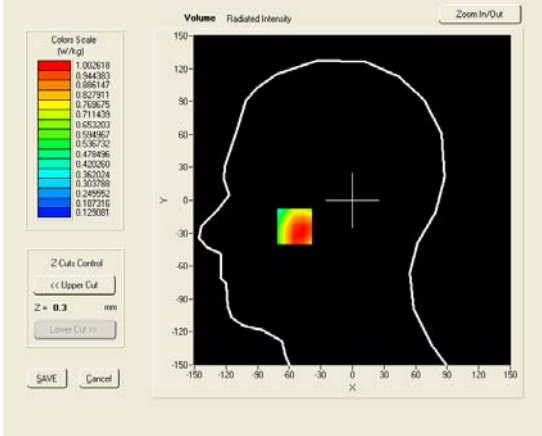 Volume Radiated Intensity
Zoom In/Out
Colors Scale
(W/kg)
1.002618
0.944383
0.886147
0.827911
0.769675
0.711439
0.653203
0.594967
0.536732
0.478496
0.420260
0.362024
0.303788
0.245552
0.187316
0.129081
Z-Cuts Control
<< Upper Cut
Z = 0.3 mm
Lower Cut >>
SAVE Cancel
150
120
90
60
30
0
-30
-60
-90
-120
-150
Y
-150 -120 -90 -60 -30 0 30 60 90 120 150
X